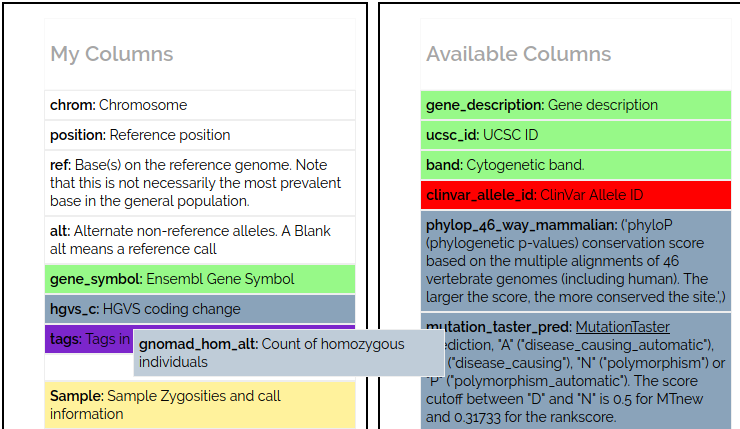 My Columns
chrom: Chromosome
position: Reference position
ref: Base(s) on the reference genome. Note
that this is not necessarily the most prevalent
base in the general population.
alt: Alternate non-reference alleles. A Blank
alt means a reference call
gene_symbol: Ensembl Gene Symbol
hgvs_c: HGVS coding change
tags: Tags in
gnomad_hom_alt: Count of homozygous
individuals
Sample: Sample Zygosities and call
information
Available Columns
gene_description: Gene description
ucsc_id: UCSC ID
band: Cytogenetic band.
clinvar_allele_id: ClinVar Allele ID
phylop_46_way_mammalian: ('phyloP
(phylogenetic p-values) conservation score
based on the multiple alignments of 46
vertebrate genomes (including human). The
larger the score, the more conserved the site.',)
mutation_taster_pred: MutationTaster
ediction, "A" ("disease_causing_automatic"),
("disease_causing"), "N" ("polymorphism") or
"P" ("polymorphism_automatic"). The score
cutoff between "D" and "N" is 0.5 for MTnew
and 0.31733 for the rankscore.